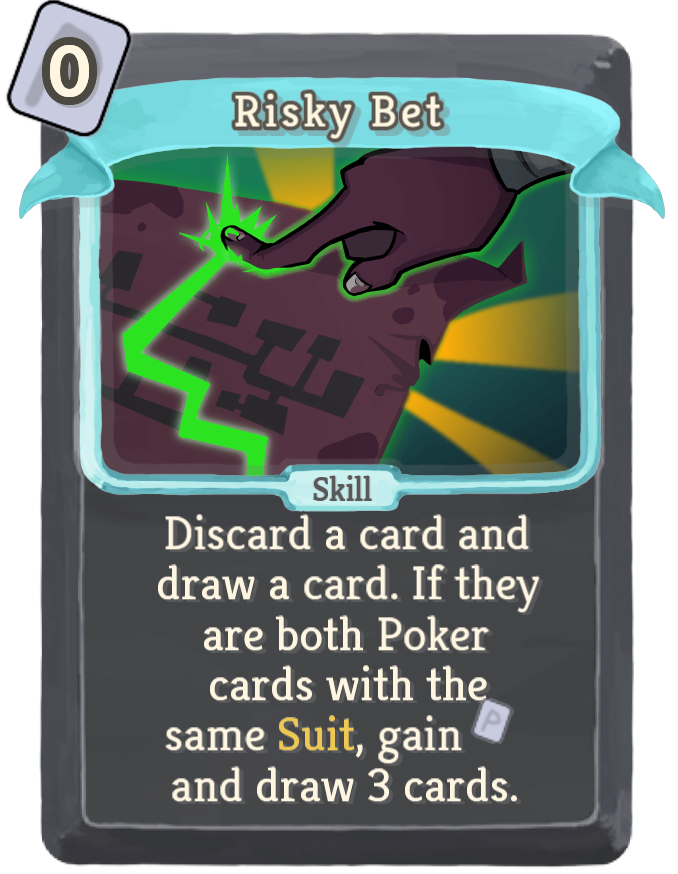 0
Risky Bet
Skill
Discard a card and
draw a card. If they
are both Poker
cards with the
same Suit, gain P
and draw 3 cards.